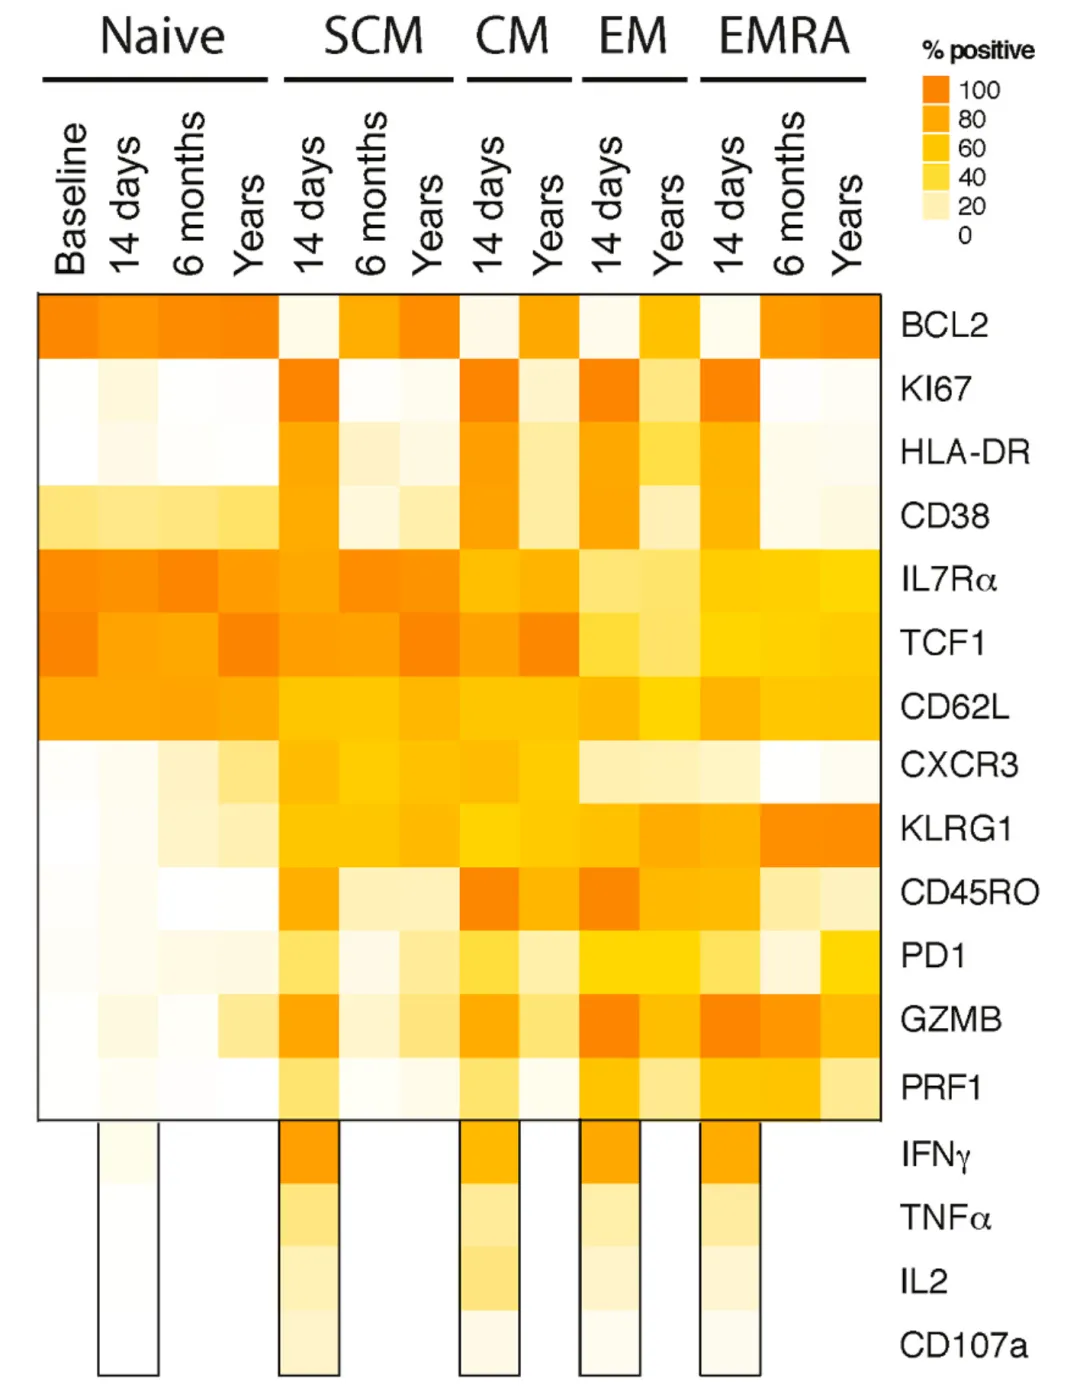 Naive SCM CM EM EMRA
% positive
100
80
60
40
20
0
Baseline
14 days
6 months
Years
14 days
6 months
Years
14 days
Years
14 days
Years
14 days
6 months
Years
BCL2
KI67
HLA-DR
CD38
IL7Rα
TCF1
CD62L
CXCR3
KLRG1
CD45RO
PD1
GZMB
PRF1
IFNγ
TNFα
IL2
CD107a